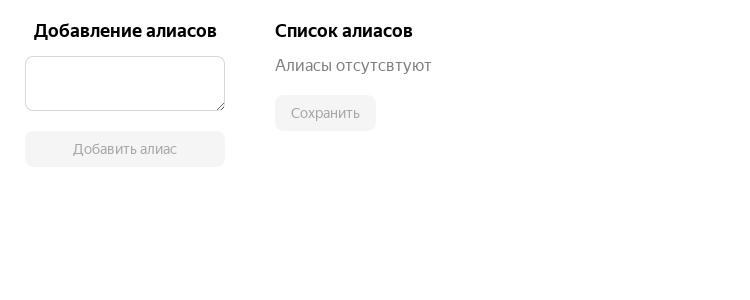 Добавление алиасов
Добавить алиас
Список алиасов
Алиасы отсутсвтуют
Сохранить